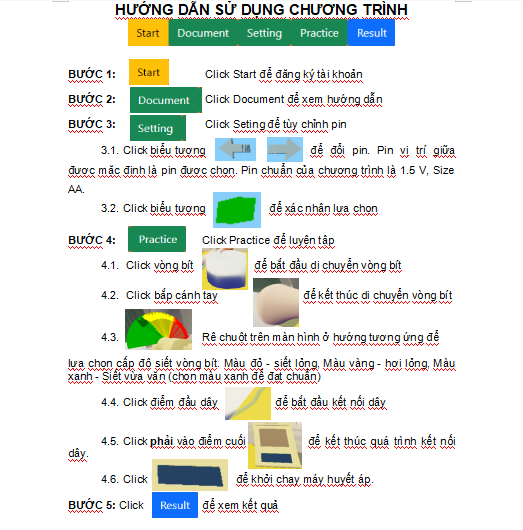 HƯỚNG DẪN SỬ DỤNG CHƯƠNG TRÌNH
Start Document Setting Practice Result
BƯỚC 1: Start Click Start để đăng ký tài khoản
BƯỚC 2: Document Click Document để xem hướng dẫn
BƯỚC 3: Setting Click Seting để tùy chỉnh pin
3.1. Click biểu tượng để đổi pin. Pin vị trí giữa
được mặc định là pin được chọn. Pin chuẩn của chương trình là 1.5 V, Size
AA.
3.2. Click biểu tượng để xác nhận lựa chọn
BƯỚC 4: Practice Click Practice để luyện tập
4.1. Click vòng bít để bắt đầu di chuyển vòng bít
4.2. Click bắp cánh tay để kết thúc di chuyển vòng bít
4.3. Rê chuột trên màn hình ở hướng tương ứng để
lựa chọn cấp độ siết vòng bít. Màu đỏ - siết lỏng, Màu vàng - hơi lỏng, Màu
xanh - Siết vừa vặn (chọn màu xanh để đạt chuẩn)
4.4. Click điểm đầu dây để bắt đầu kết nối dây
4.5. Click phải vào điểm cuối để kết thúc quá trình kết nối
dây.
4.6. Click để khởi chạy máy huyết áp.
BƯỚC 5: Click Result để xem kết quả